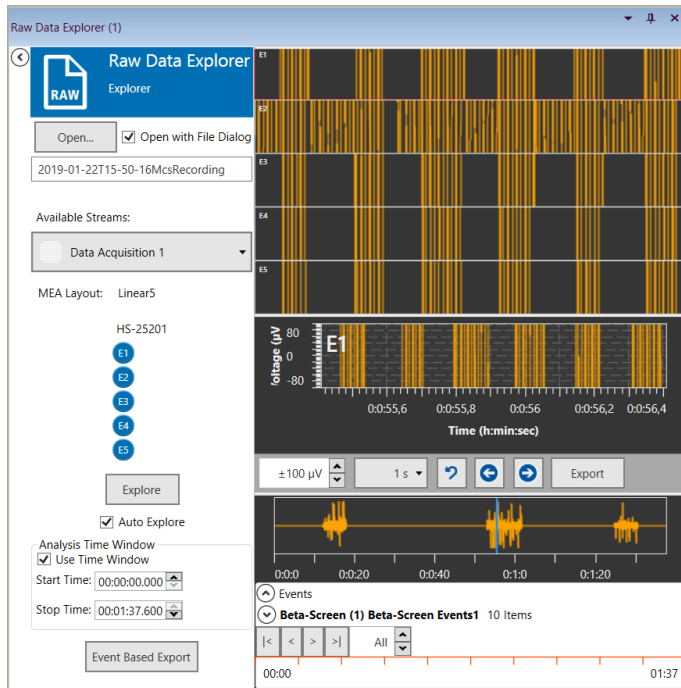 Raw Data Explorer (1)
RAW
Raw Data Explorer
Explorer
Open...
Open with File Dialog
2019-01-22T15-50-16McsRecording
Available Streams:
Data Acquisition 1
MEA Layout: Linear5
HS-25201
E1
E2
E3
E4
E5
Explore
Auto Explore
Analysis Time Window
Use Time Window
Start Time: 00:00:00.000
Stop Time: 00:01:37.600
Event Based Export
E1
E2
E3
E4
E5
oltage (µV
80
0
-80
E1
0:0:55,6 0:0:55,8 0:0:56 0:0:56,2 0:0:56,4
Time (h:min:sec)
±100 µV 1 s Export
0:0:0 0:0:20 0:0:40 0:1:0 0:1:20
Events
Beta-Screen (1) Beta-Screen Events1 10 Items
|< < > >| All
00:00 01:37